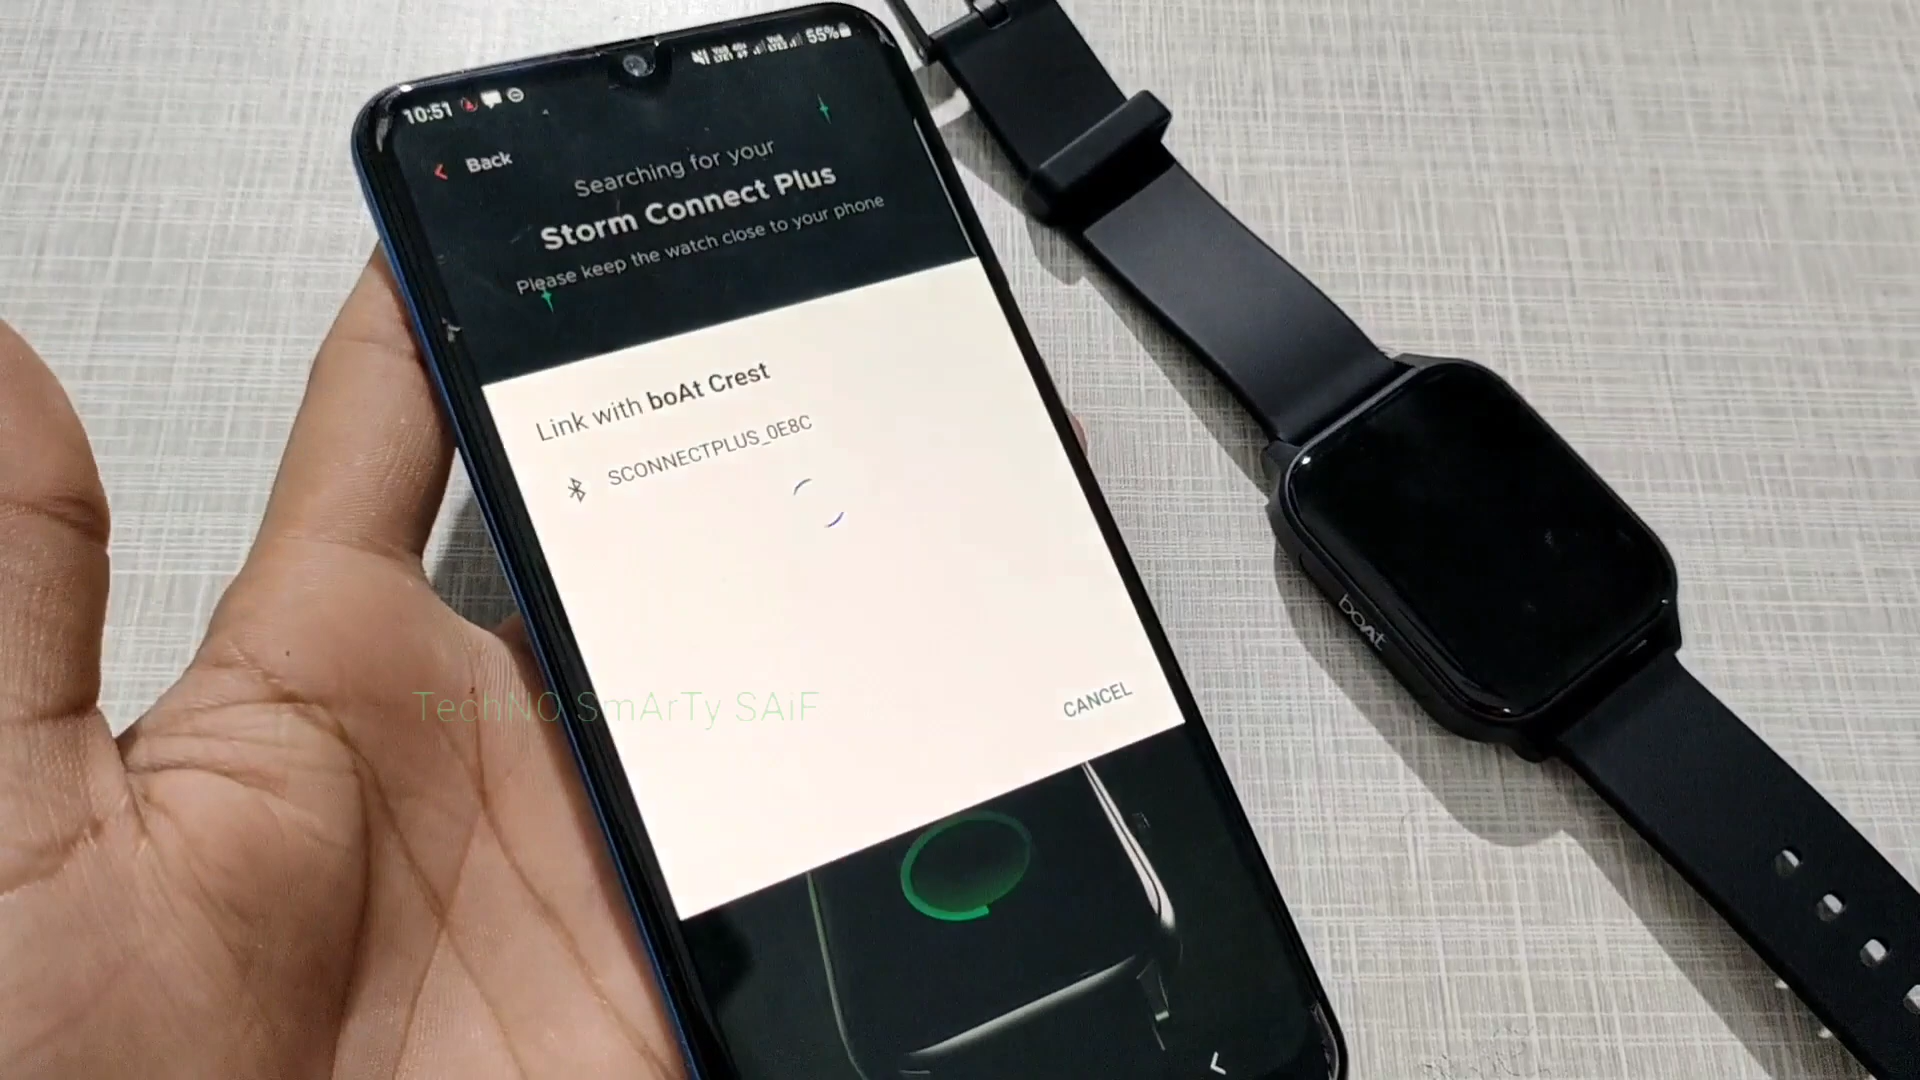 10:51
55%
Back
Searching for your
Storm Connect Plus
Please keep the watch close to your phone
Link with boAt Crest
SCONNECTPLUS_0E8C
CANCEL
boAt
TechNO SmArTy SAiF